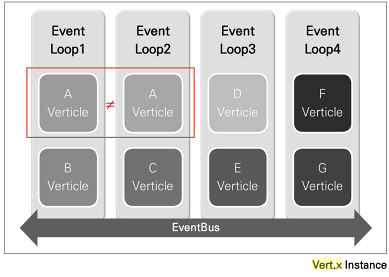 Event
Loop1
Event
Loop2
Event
Loop3
Event
Loop4
A
Verticle
≠
A
Verticle
D
Verticle
F
Verticle
B
Verticle
C
Verticle
E
Verticle
G
Verticle
EventBus
Vert.x Instance